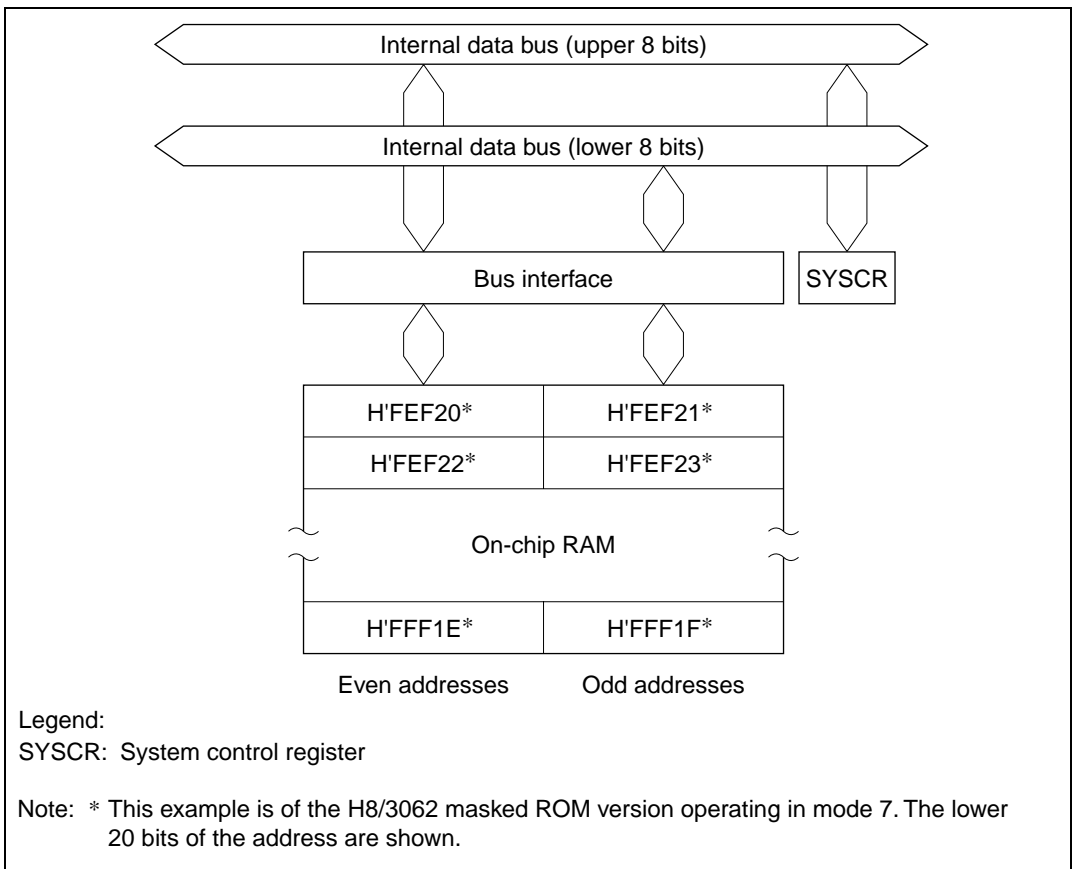 Internal data bus (upper 8 bits)
Internal data bus (lower 8 bits)
Bus interface
SYSCR
H'FEF20*
H'FEF21*
H'FEF22*
H'FEF23*
On-chip RAM
H'FFF1E*
H'FFF1F*
Even addresses
Odd addresses
Legend:
SYSCR: System control register
Note: * This example is of the H8/3062 masked ROM version operating in mode 7. The lower
20 bits of the address are shown.